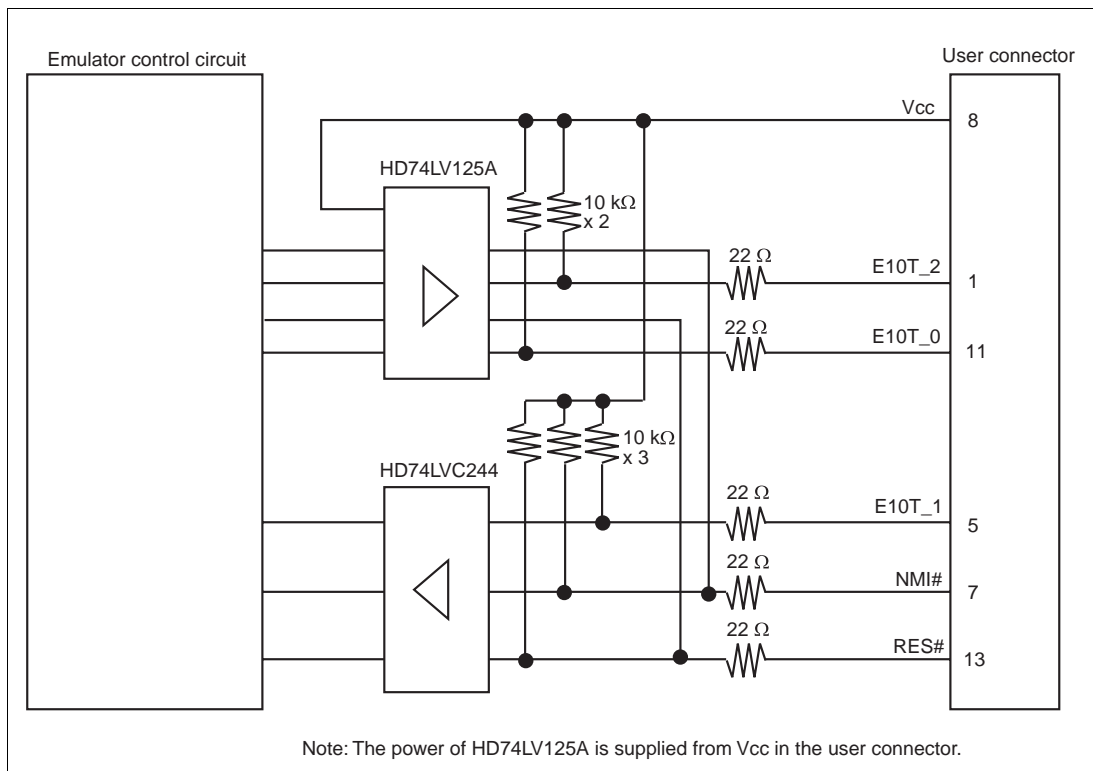 Emulator control circuit
User connector
Vcc
8
HD74LV125A
10 kΩ
x 2
22 Ω
E10T_2
1
22 Ω
E10T_0
11
10 kΩ
x 3
HD74LVC244
22 Ω
E10T_1
5
22 Ω
NMI#
7
22 Ω
RES#
13
Note: The power of HD74LV125A is supplied from Vcc in the user connector.